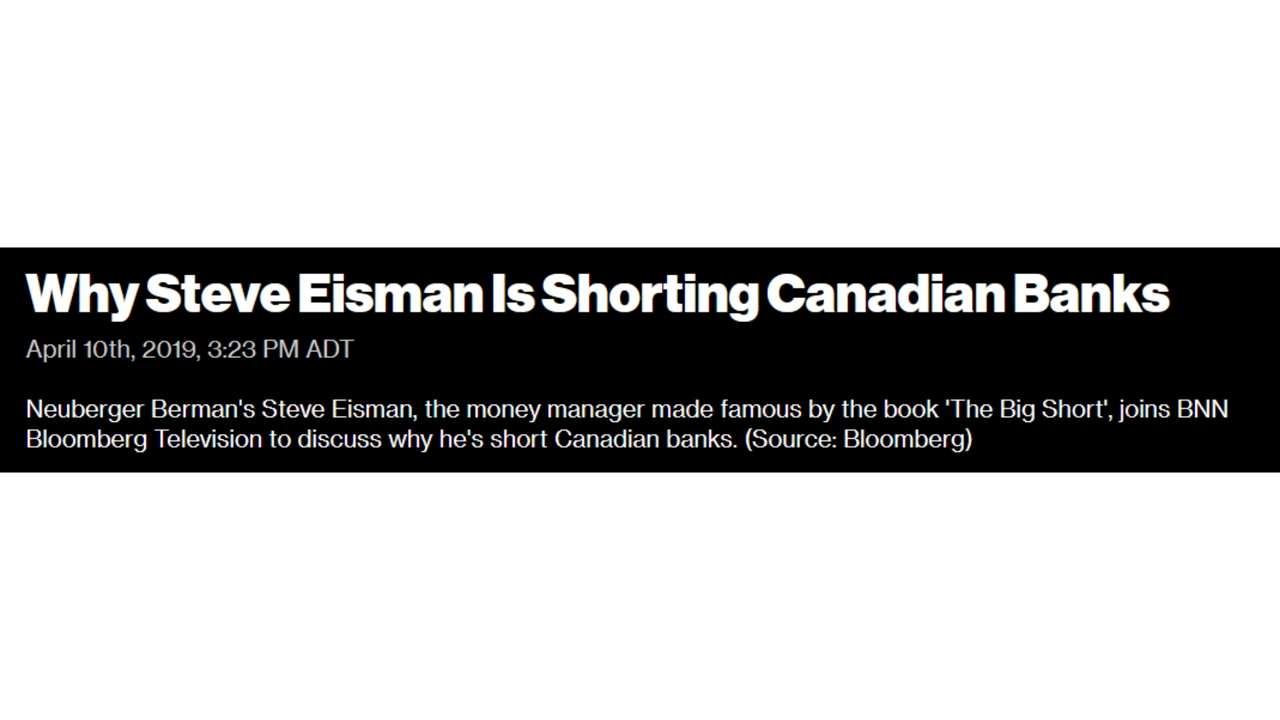 Why Steve Eisman Is Shorting Canadian Banks
April 10th, 2019, 3:23 PM ADT
Neuberger Berman's Steve Eisman, the money manager made famous by the book 'The Big Short', joins BNN
Bloomberg Television to discuss why he's short Canadian banks. (Source: Bloomberg)